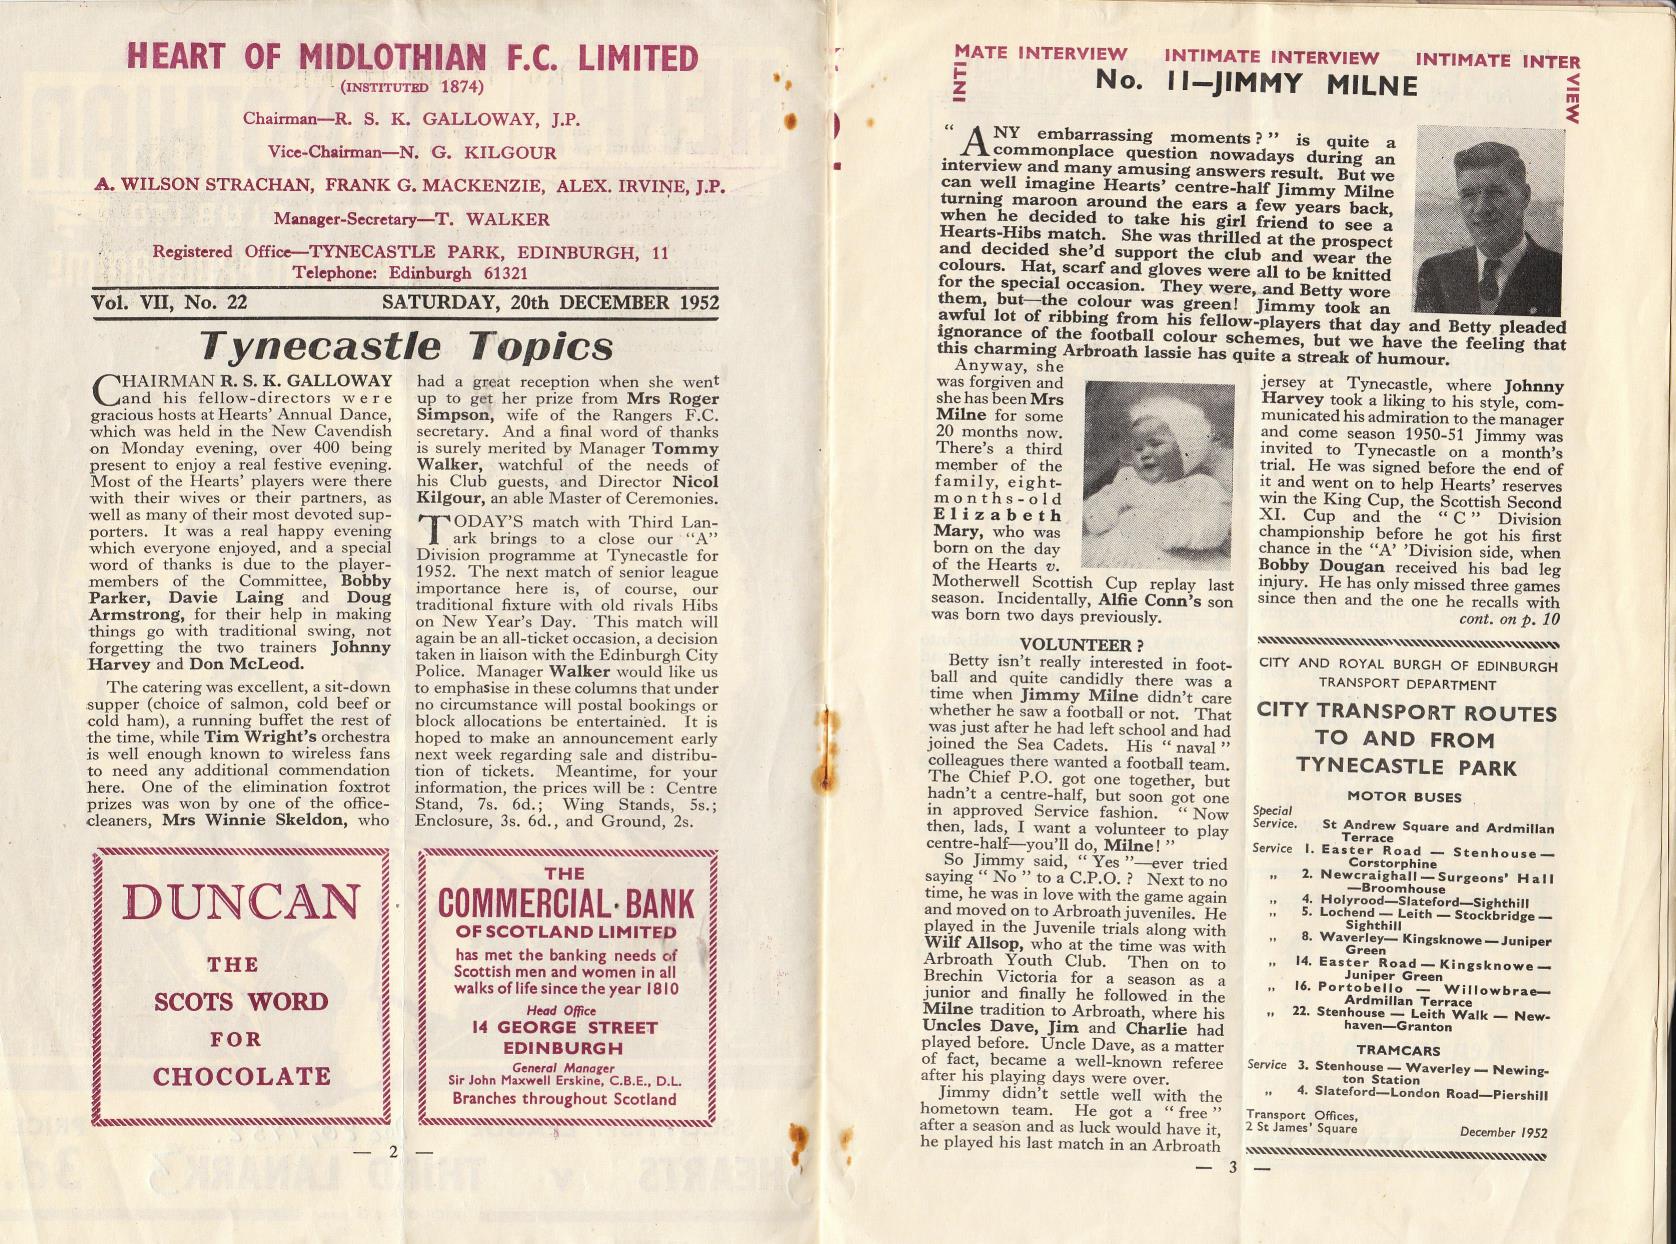 HEART OF MIDLOTHIAN F.C. LIMITED
(INSTITUTED 1874)
Chairman—R. S. K. GALLOWAY, J.P.
Vice-Chairman—N. G. KILGOUR
A. WILSON STRACHAN, FRANK G. MACKENZIE, ALEX. IRVINE, J.P.
Manager-Secretary—T. WALKER
Registered Office—TYNECASTLE PARK, EDINBURGH, 11
Telephone: Edinburgh 61321
Vol. VII, No. 22 SATURDAY, 20th DECEMBER 1952
Tynecastle Topics
CHAIRMAN R. S. K. GALLOWAY
and his fellow-directors were
gracious hosts at Hearts' Annual Dance,
which was held in the New Cavendish
on Monday evening, over 400 being
present to enjoy a real festive evening.
Most of the Hearts' players were there
with their wives or their partners, as
well as many of their most devoted sup-
porters. It was a real happy evening
which everyone enjoyed, and a special
word of thanks is due to the player-
members of the Committee, Bobby
Parker, Davie Laing and Doug
Armstrong, for their help in making
things go with traditional swing, not
forgetting the two trainers Johnny
Harvey and Don McLeod.
The catering was excellent, a sit-down
supper (choice of salmon, cold beef or
cold ham), a running buffet the rest of
the time, while Tim Wright's orchestra
is well enough known to wireless fans
to need any additional commendation
here. One of the elimination foxtrot
prizes was won by one of the office-
cleaners, Mrs Winnie Skeldon, who
had a great reception when she went
up to get her prize from Mrs Roger
Simpson, wife of the Rangers F.C.
secretary. And a final word of thanks
is surely merited by Manager Tommy
Walker, watchful of the needs of
his Club guests, and Director Nicol
Kilgour, an able Master of Ceremonies.
TODAY'S match with Third Lan-
ark brings to a close our "A"
Division programme at Tynecastle for
1952. The next match of senior league
importance here is, of course, our
traditional fixture with old rivals Hibs
on New Year's Day. This match will
again be an all-ticket occasion, a decision
taken in liaison with the Edinburgh City
Police. Manager Walker would like us
to emphasise in these columns that under
no circumstance will postal bookings or
block allocations be entertained. It is
hoped to make an announcement early
next week regarding sale and distribu-
tion of tickets. Meantime, for your
information, the prices will be : Centre
Stand, 7s. 6d.; Wing Stands, 5s.;
Enclosure, 3s. 6d., and Ground, 2s.
DUNCAN
THE
SCOTS WORD
FOR
CHOCOLATE
THE
COMMERCIAL·BANK
OF SCOTLAND LIMITED
has met the banking needs of
Scottish men and women in all
walks of life since the year 1810
Head Office
14 GEORGE STREET
EDINBURGH
General Manager
Sir John Maxwell Erskine, C.B.E., D.L.
Branches throughout Scotland
— 2 —
INTIMATE INTERVIEW INTIMATE INTERVIEW INTIMATE INTERVIEW
No. 11—JIMMY MILNE
"ANY embarrassing moments?" is quite a
commonplace question nowadays during an
interview and many amusing answers result. But we
can well imagine Hearts' centre-half Jimmy Milne
turning maroon around the ears a few years back,
when he decided to take his girl friend to see a
Hearts-Hibs match. She was thrilled at the prospect
and decided she'd support the club and wear the
colours. Hat, scarf and gloves were all to be knitted
for the special occasion. They were, and Betty wore
them, but—the colour was green! Jimmy took an
awful lot of ribbing from his fellow-players that day and Betty pleaded
ignorance of the football colour schemes, but we have the feeling that
this charming Arbroath lassie has quite a streak of humour.
Anyway, she
was forgiven and
she has been Mrs
Milne for some
20 months now.
There's a third
member of the
family, eight-
months-old
Elizabeth
Mary, who was
born on the day
of the Hearts v.
Motherwell Scottish Cup replay last
season. Incidentally, Alfie Conn's son
was born two days previously.
VOLUNTEER ?
Betty isn't really interested in foot-
ball and quite candidly there was a
time when Jimmy Milne didn't care
whether he saw a football or not. That
was just after he had left school and had
joined the Sea Cadets. His "naval"
colleagues there wanted a football team.
The Chief P.O. got one together, but
hadn't a centre-half, but soon got one
in approved Service fashion. "Now
then, lads, I want a volunteer to play
centre-half—you'll do, Milne!"
So Jimmy said, "Yes"—ever tried
saying "No" to a C.P.O. ? Next to no
time, he was in love with the game again
and moved on to Arbroath juveniles. He
played in the Juvenile trials along with
Wilf Allsop, who at the time was with
Arbroath Youth Club. Then on to
Brechin Victoria for a season as a
junior and finally he followed in the
Milne tradition to Arbroath, where his
Uncles Dave, Jim and Charlie had
played before. Uncle Dave, as a matter
of fact, became a well-known referee
after his playing days were over.
Jimmy didn't settle well with the
hometown team. He got a "free"
after a season and as luck would have it,
he played his last match in an Arbroath
jersey at Tynecastle, where Johnny
Harvey took a liking to his style, com-
municated his admiration to the manager
and come season 1950-51 Jimmy was
invited to Tynecastle on a month's
trial. He was signed before the end of
it and went on to help Hearts' reserves
win the King Cup, the Scottish Second
XI. Cup and the "C" Division
championship before he got his first
chance in the "A' 'Division side, when
Bobby Dougan received his bad leg
injury. He has only missed three games
since then and the one he recalls with
cont. on p. 10
CITY AND ROYAL BURGH OF EDINBURGH
TRANSPORT DEPARTMENT
CITY TRANSPORT ROUTES
TO AND FROM
TYNECASTLE PARK
MOTOR BUSES
Special
Service. St Andrew Square and Ardmillan
Terrace
Service 1. Easter Road — Stenhouse—
Corstorphine
„ 2. Newcraighall—Surgeons' Hall
—Broomhouse
„ 4. Holyrood—Slateford—Sighthill
„ 5. Lochend — Leith — Stockbridge—
Sighthill
„ 8. Waverley— Kingsknowe—Juniper
Green
„ 14. Easter Road — Kingsknowe—
Juniper Green
„ 16. Portobello — Willowbrae—
Ardmillan Terrace
„ 22. Stenhouse — Leith Walk — New-
haven—Granton
TRAMCARS
Service 3. Stenhouse — Waverley — Newing-
ton Station
„ 4. Slateford—London Road—Piershill
Transport Offices,
2 St James' Square December 1952
— 3 —